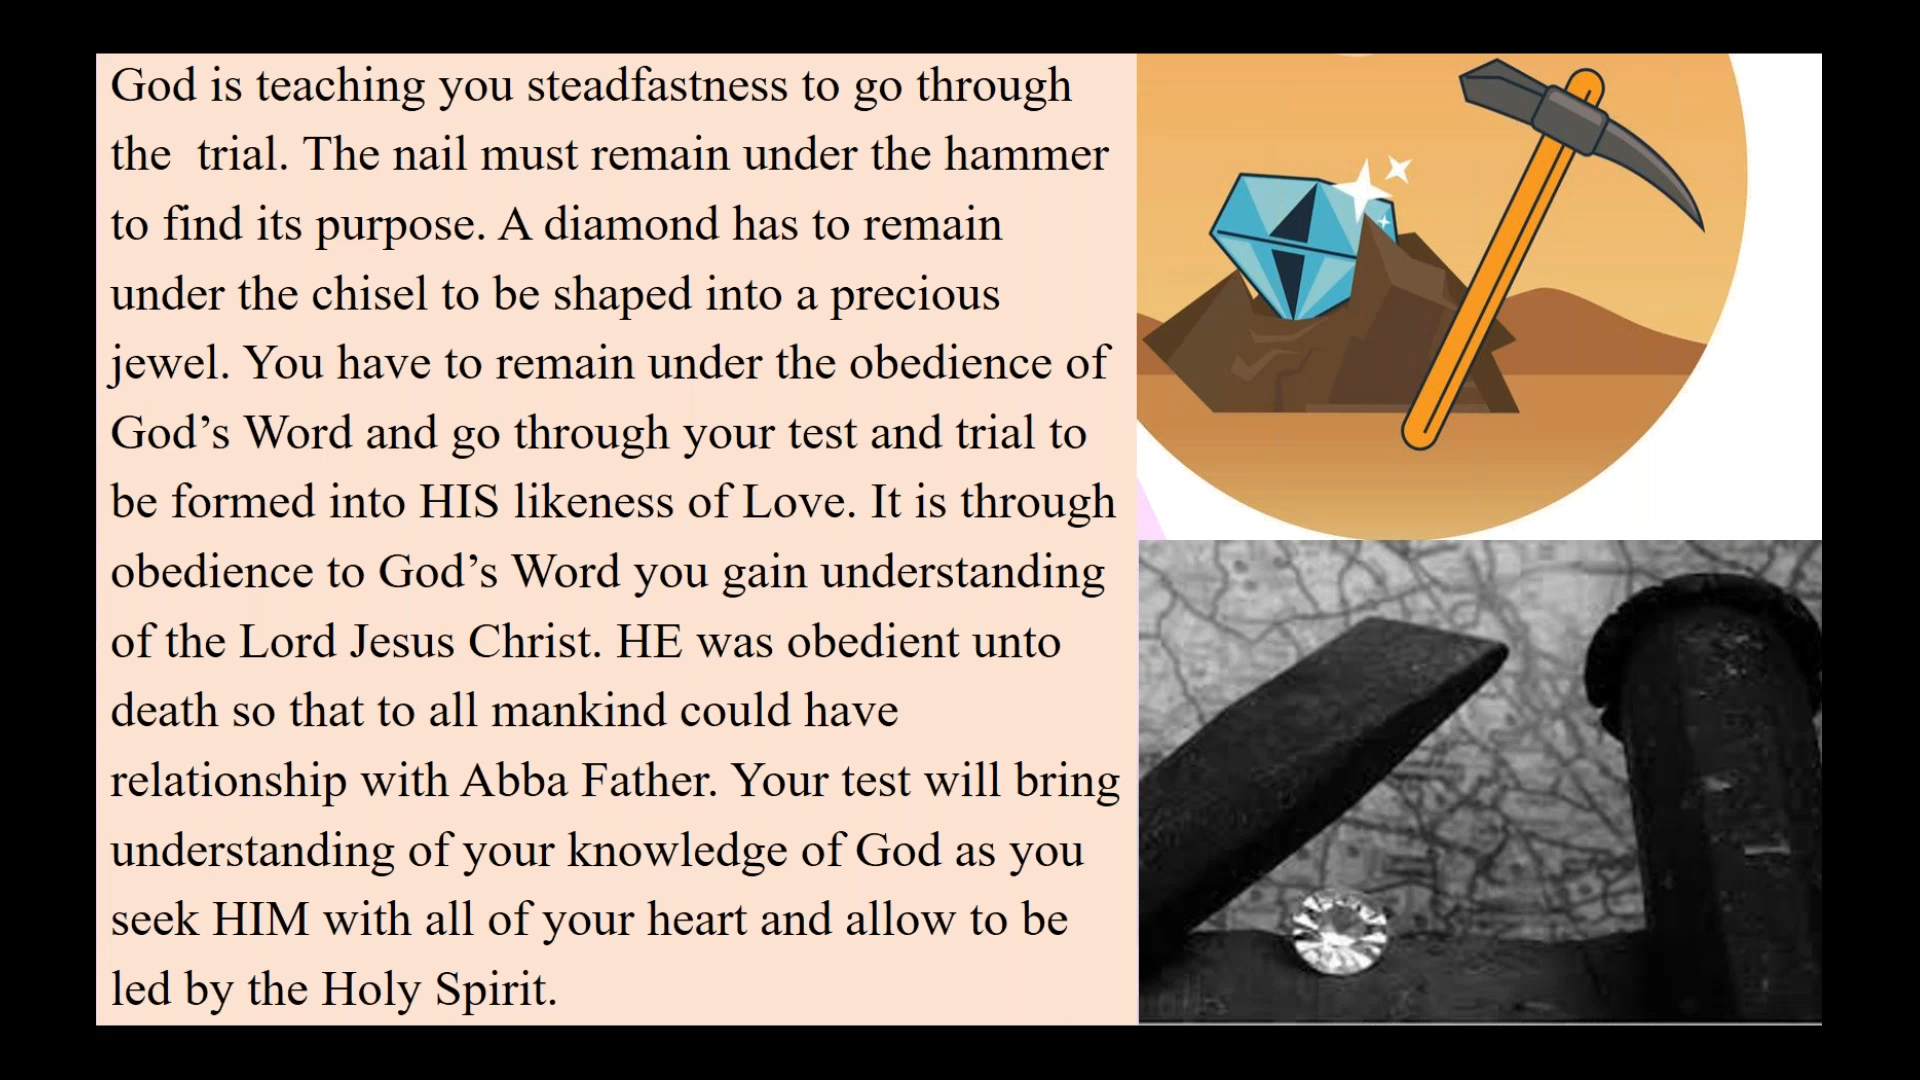 God is teaching you steadfastness to go through
the  trial. The nail must remain under the hammer
to find its purpose. A diamond has to remain
under the chisel to be shaped into a precious
jewel. You have to remain under the obedience of
God’s Word and go through your test and trial to
be formed into HIS likeness of Love. It is through
obedience to God’s Word you gain understanding
of the Lord Jesus Christ. HE was obedient unto
death so that to all mankind could have
relationship with Abba Father. Your test will bring
understanding of your knowledge of God as you
seek HIM with all of your heart and allow to be
led by the Holy Spirit.